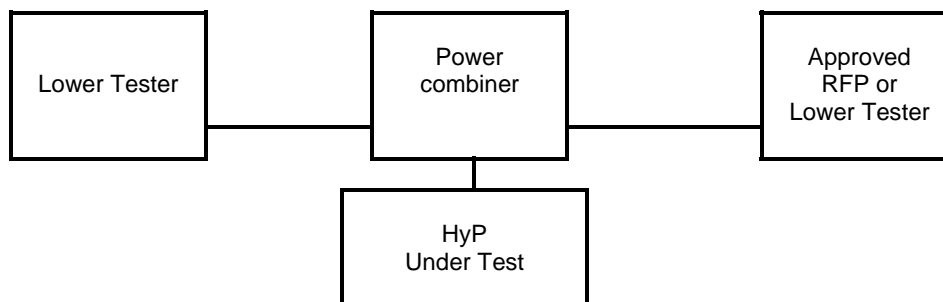 Lower Tester
Power
combiner
Approved
RFP or
Lower Tester
HyP
Under Test